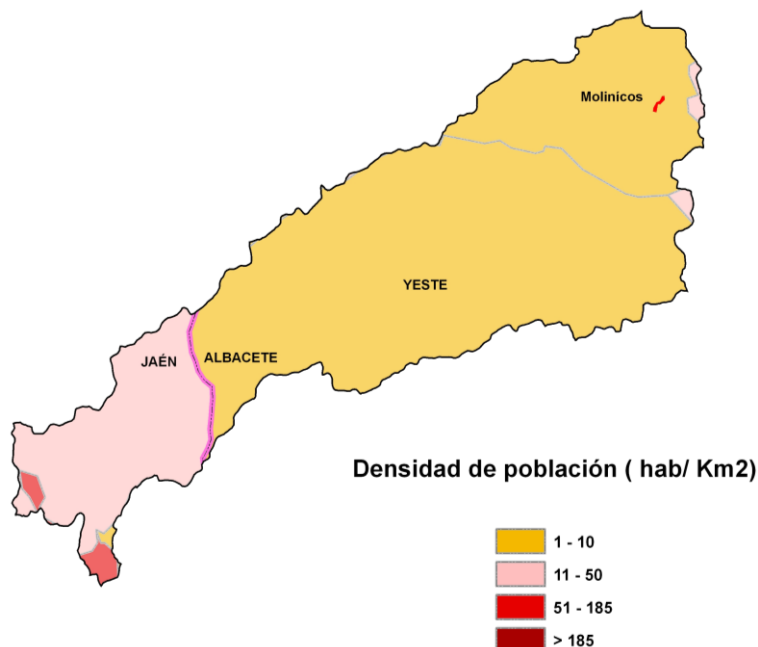 Molinicos
YESTE
JAÉN
ALBACETE
Densidad de población ( hab/ Km2)
1 - 10
11 - 50
51 - 185
> 185